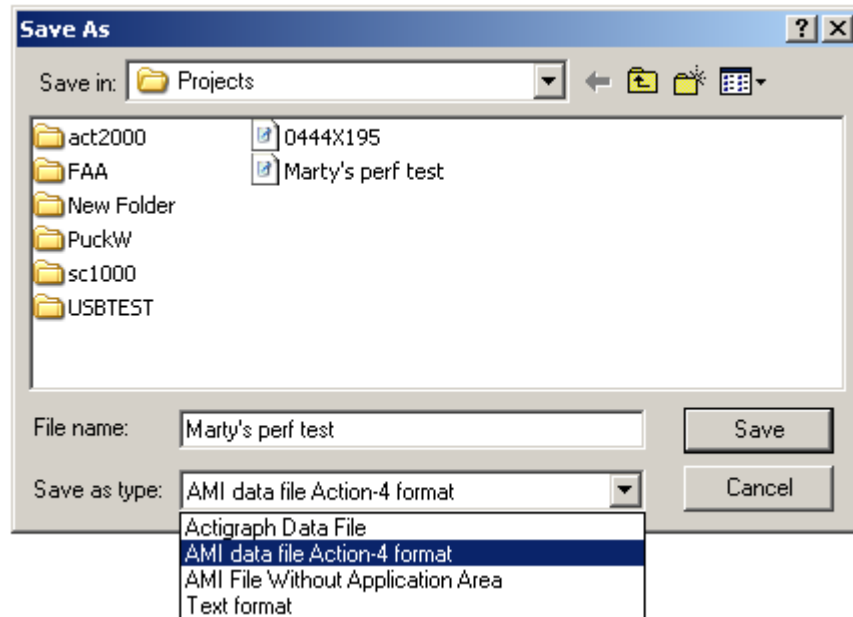 Save As
Save in: Projects
act2000 0444X195
FAA Marty's perf test
New Folder
PuckW
sc1000
USBTEST
File name: Marty's perf test Save
Save as type: AMI data file Action-4 format Cancel
Actigraph Data File
AMI data file Action-4 format
AMI File Without Application Area
Text format